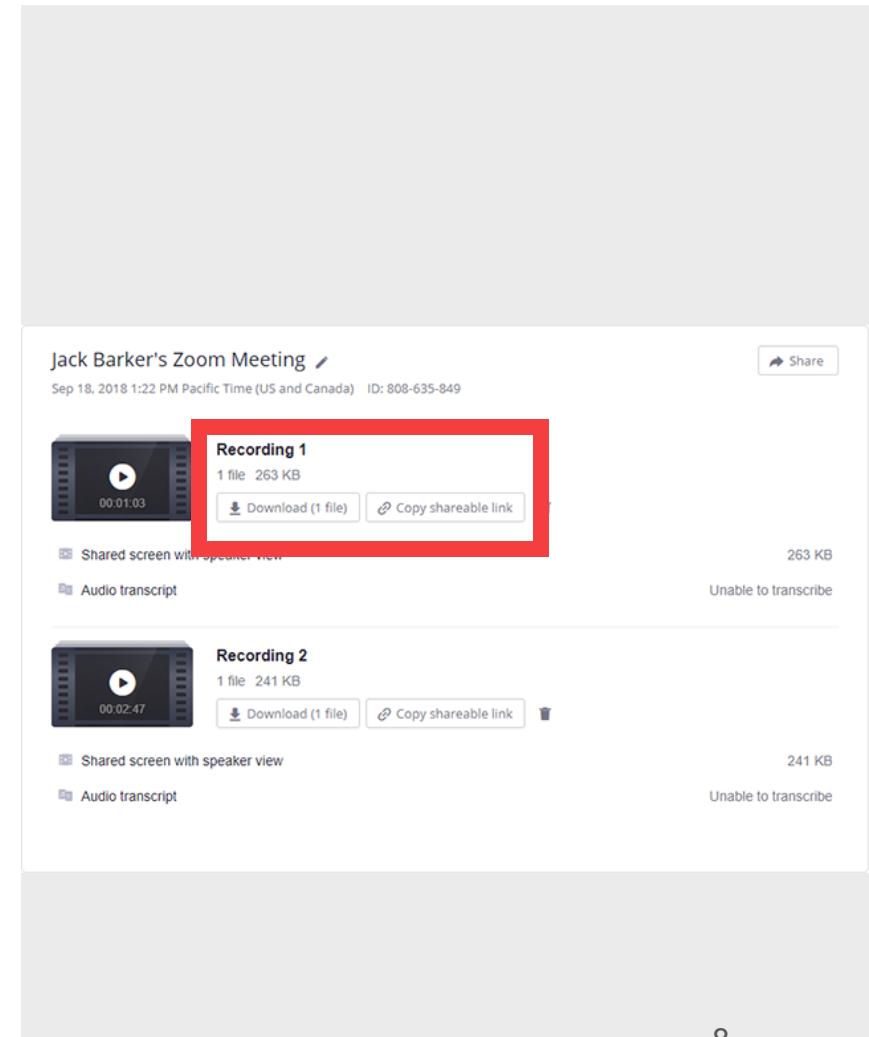 Jack Barker's Zoom Meeting
Share
Sep 18, 2018 1:22 PM Pacific Time (US and Canada) ID: 808-635-849
Recording 1
1 file 263 KB
00:01:03
Download (1 file) Copy shareable link
Shared screen with speaker view 263 KB
Audio transcript Unable to transcribe
Recording 2
1 file 241 KB
00:02:47
Download (1 file) Copy shareable link
Shared screen with speaker view 241 KB
Audio transcript Unable to transcribe